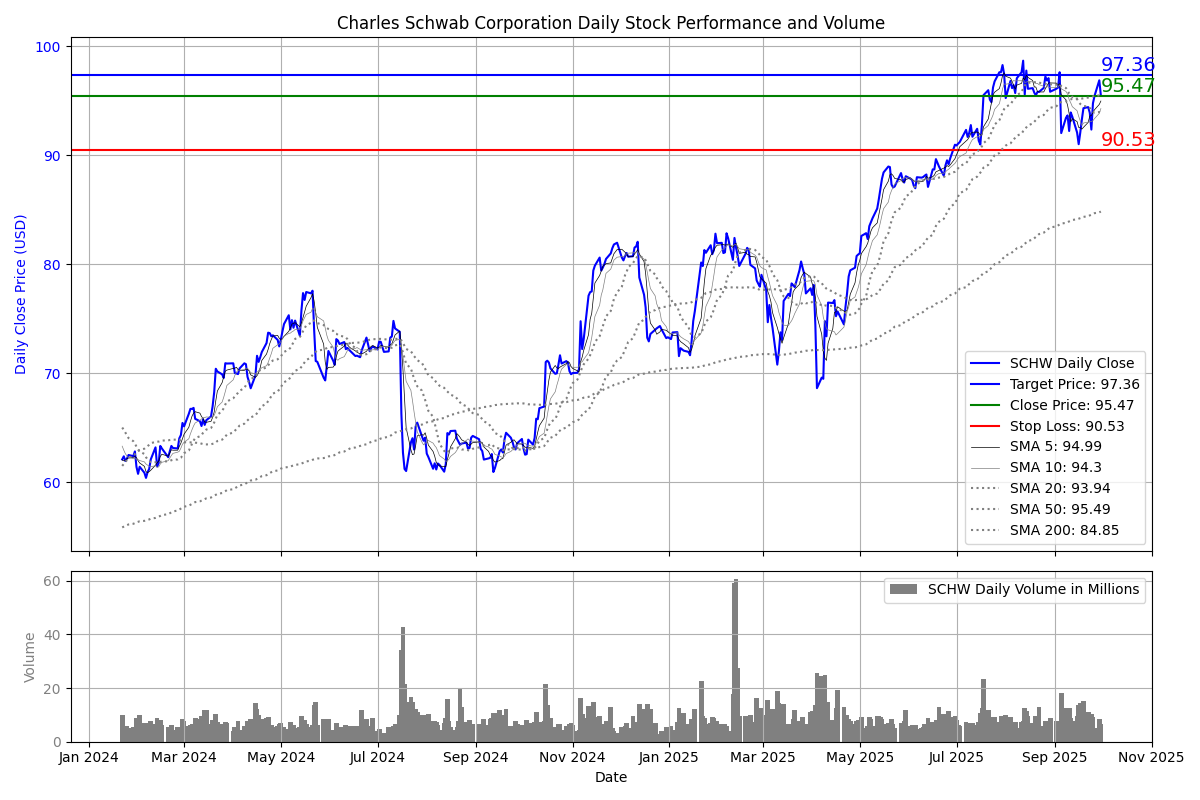 Charles Schwab Corporation Daily Stock Performance and Volume
100
90
80
70
60
Daily Close Price (USD)
97.36
95.47
90.53
SCHW Daily Close
Target Price: 97.36
Close Price: 95.47
Stop Loss: 90.53
SMA 5: 94.99
SMA 10: 94.3
SMA 20: 93.94
SMA 50: 95.49
SMA 200: 84.85
60
40
20
0
Volume
SCHW Daily Volume in Millions
Jan 2024 Mar 2024 May 2024 Jul 2024 Sep 2024 Nov 2024 Jan 2025 Mar 2025 May 2025 Jul 2025 Sep 2025 Nov 2025
Date